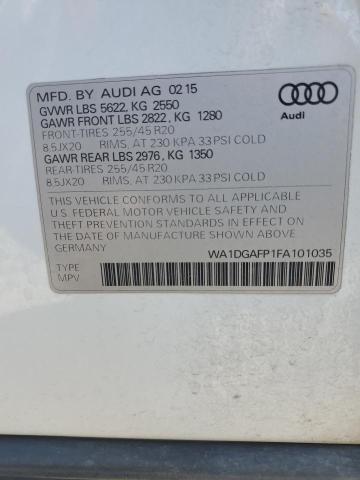 MFD. BY AUDI AG 02 15
GVWR LBS 5622, KG 2550
GAWR FRONT LBS 2822, KG 1280
FRONT-TIRES 255/45 R20
8.5JX20 RIMS, AT 230 KPA 33 PSI COLD
GAWR REAR LBS 2976, KG 1350
REAR-TIRES 255/45 R20
8.5JX20 RIMS, AT 230 KPA 33 PSI COLD
THIS VEHICLE CONFORMS TO ALL APPLICABLE
U.S. FEDERAL MOTOR VEHICLE SAFETY AND
THEFT PREVENTION STANDARDS IN EFFECT ON
THE DATE OF MANUFACTURE SHOWN ABOVE.
GERMANY
WA1DGAFP1FA101035
TYPE
MPV
Audi